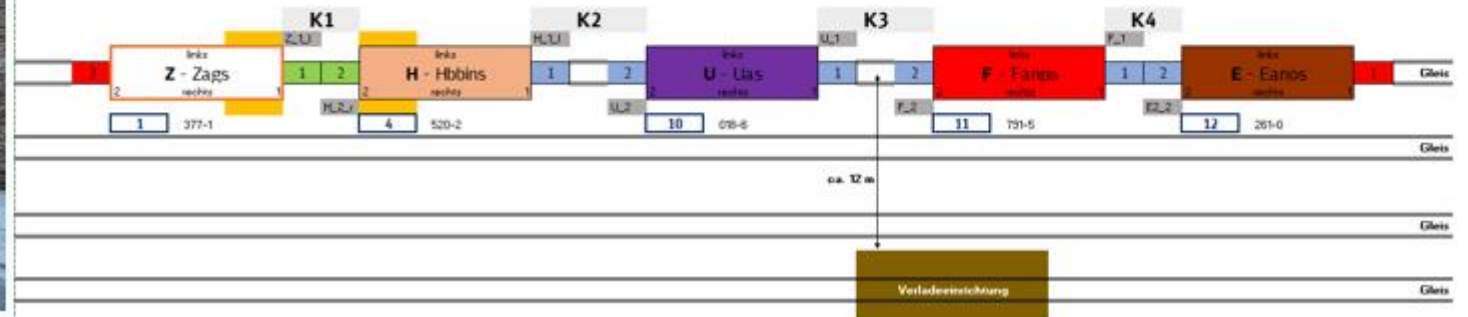 K1 K2 K3 K4
Z_1_l H_1_l U_1 F_1
links links links links links
1 2 1 2 1 2 1 2 Gleis
Z - Zags H - Hbbins U - Uas F - Fanps E - Eanos
2 rechts 1 2 rechts 1 2 rechts 1 2 rechts 1 2 rechts 1
H_2_r U_2 F_2 E2_2
1 377-1 4 520-2 10 018-6 11 791-5 12 261-0
Gleis
ca. 12 m
Gleis
Verladeeinrichtung Gleis